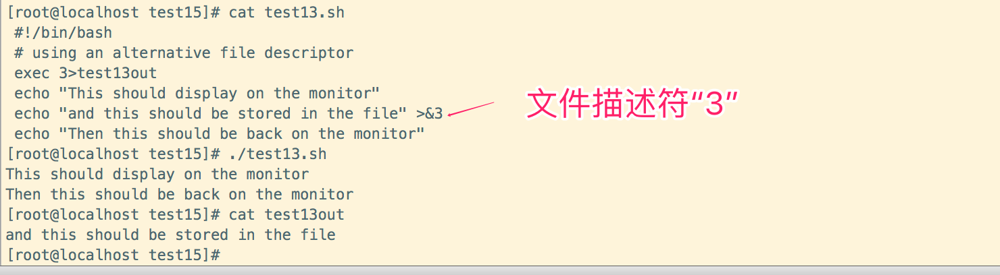 [root@localhost test15]# cat test13.sh
#!/bin/bash
# using an alternative file descriptor
exec 3>test13out
echo "This should display on the monitor"
echo "and this should be stored in the file" >&3
文件描述符“3”
echo "Then this should be back on the monitor"
[root@localhost test15]# ./test13.sh
This should display on the monitor
Then this should be back on the monitor
[root@localhost test15]# cat test13out
and this should be stored in the file
[root@localhost test15]#